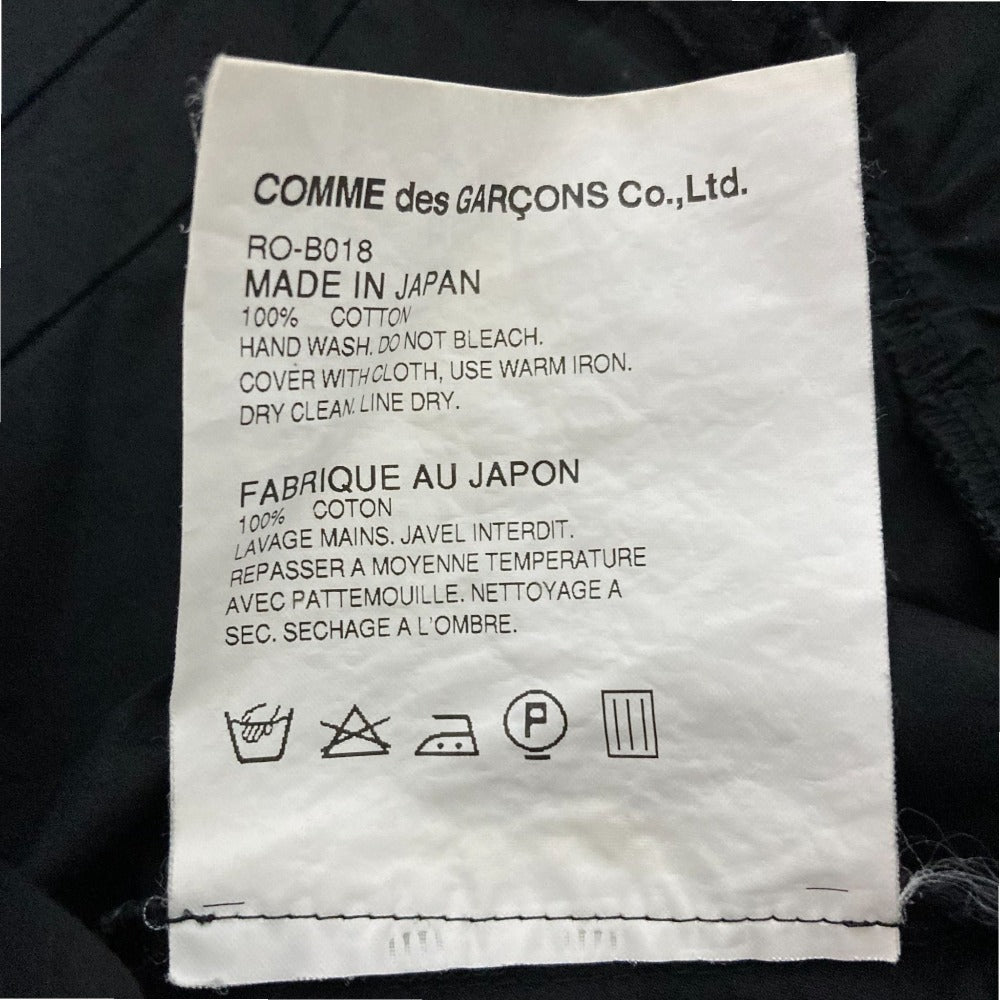 COMME des GARÇONS Co.,Ltd.
RO-B018
MADE IN JAPAN
100% COTTON
HAND WASH. DO NOT BLEACH.
COVER WITH CLOTH, USE WARM IRON.
DRY CLEAN. LINE DRY.
FABRIQUE AU JAPON
100% COTON
LAVAGE MAINS. JAVEL INTERDIT.
REPASSER A MOYENNE TEMPERATURE
AVEC PATTEMOUILLE. NETTOYAGE A
SEC. SECHAGE A L'OMBRE.
P